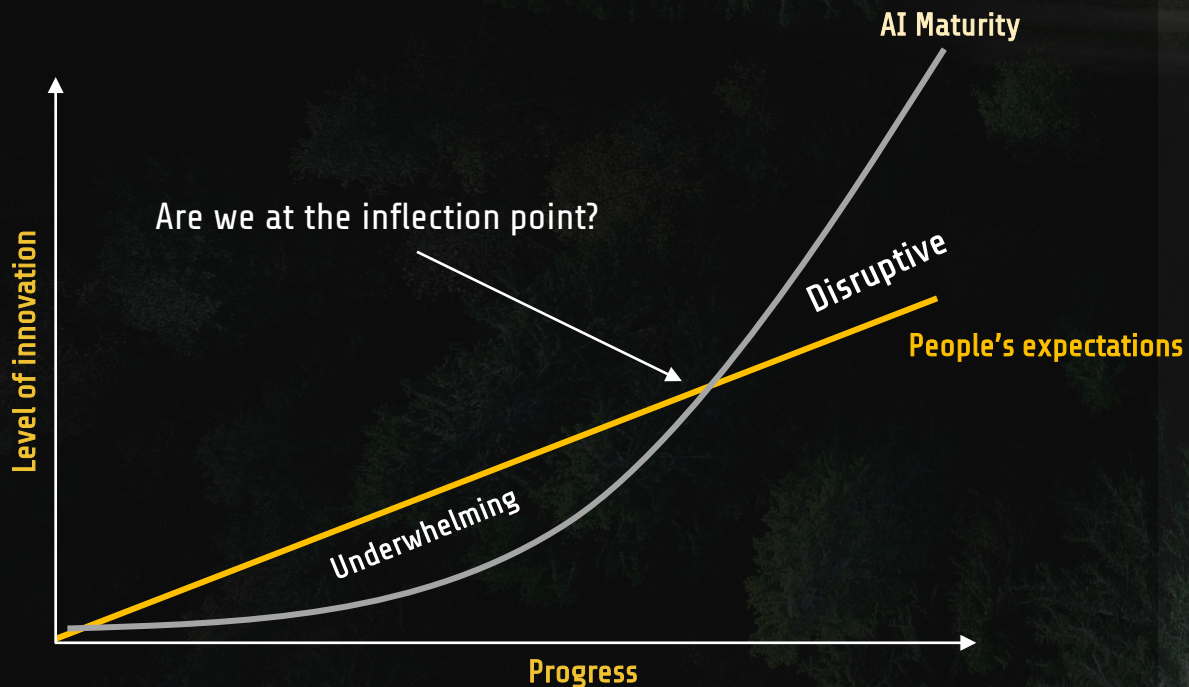 AI Maturity
Are we at the inflection point?
Disruptive
People's expectations
Level of innovation
Underwhelming
Progress